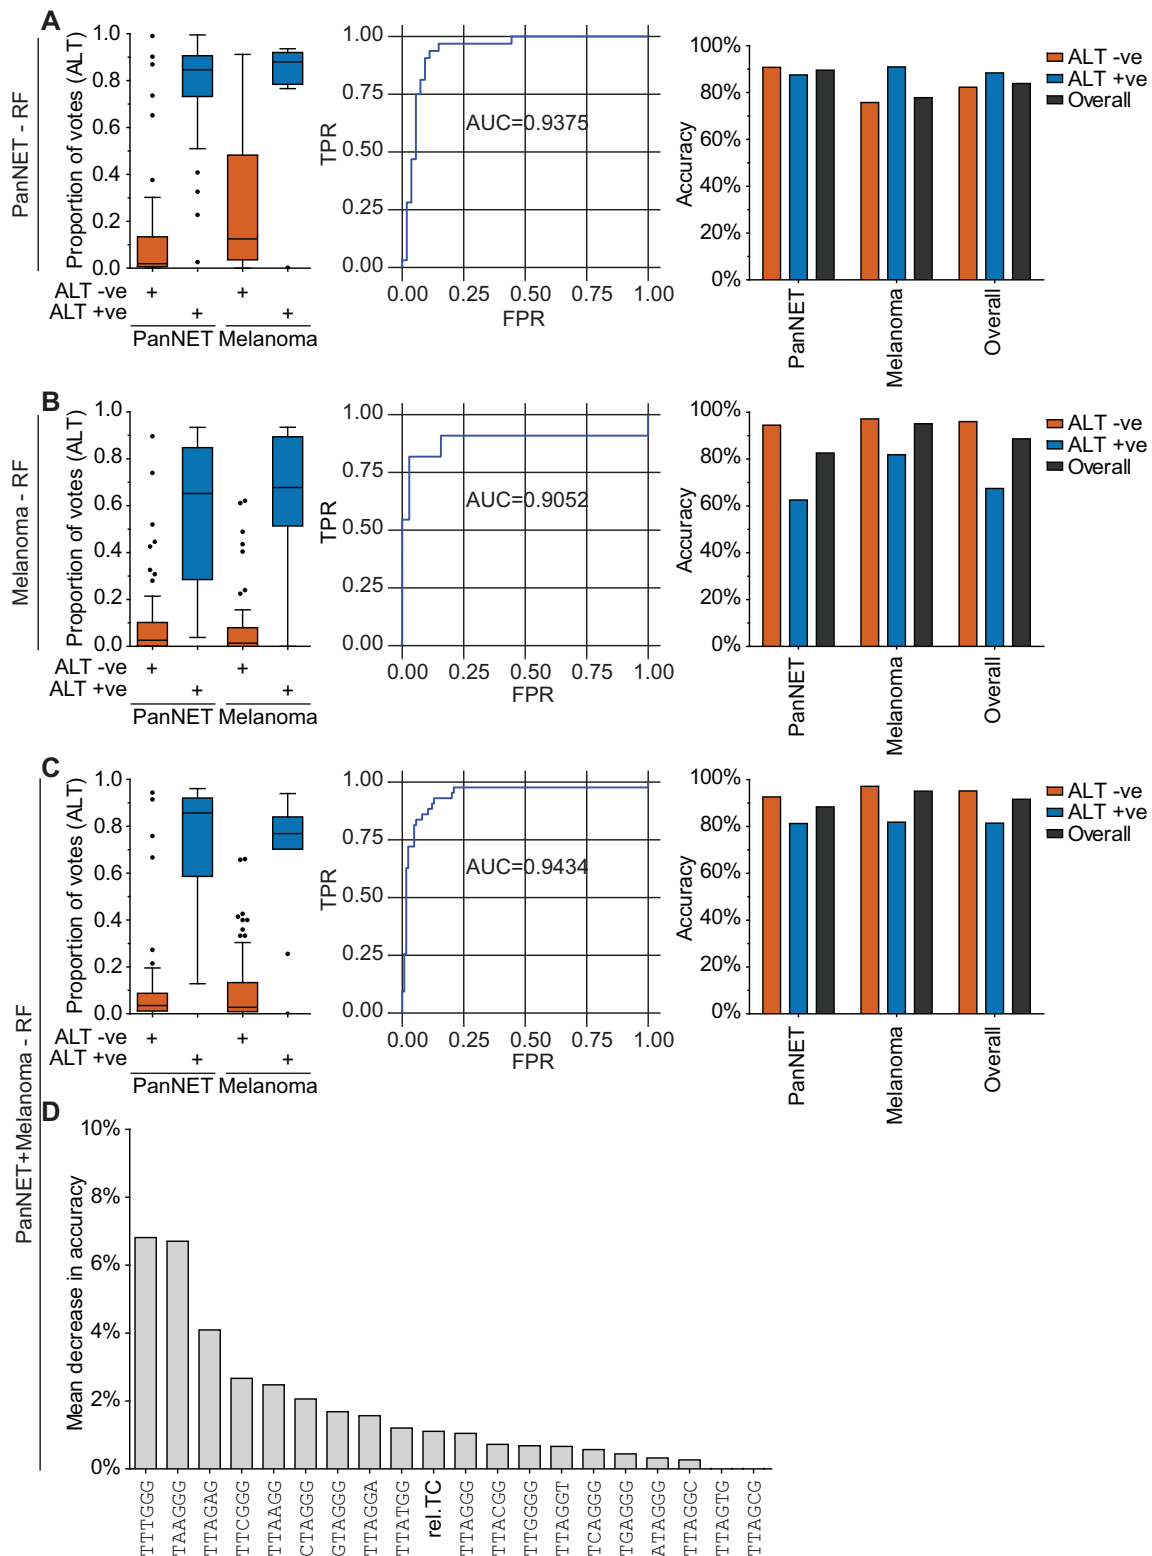 A
PanNET - RF
Proportion of votes (ALT)
1.0
0.8
0.6
0.4
0.2
0.0
ALT -ve + +
ALT +ve + +
PanNET Melanoma
TPR
1.00
0.75
0.50
0.25
0.00
AUC=0.9375
0.00 0.25 0.50 0.75 1.00
FPR
Accuracy
100%
80%
60%
40%
20%
0%
PanNET
Melanoma
Overall
ALT -ve
ALT +ve
Overall
B
Melanoma - RF
Proportion of votes (ALT)
1.0
0.8
0.6
0.4
0.2
0.0
ALT -ve + +
ALT +ve + +
PanNET Melanoma
TPR
1.00
0.75
0.50
0.25
0.00
AUC=0.9052
0.00 0.25 0.50 0.75 1.00
FPR
Accuracy
100%
80%
60%
40%
20%
0%
PanNET
Melanoma
Overall
ALT -ve
ALT +ve
Overall
C
PanNET+Melanoma - RF
Proportion of votes (ALT)
1.0
0.8
0.6
0.4
0.2
0.0
ALT -ve + +
ALT +ve + +
PanNET Melanoma
TPR
1.00
0.75
0.50
0.25
0.00
AUC=0.9434
0.00 0.25 0.50 0.75 1.00
FPR
Accuracy
100%
80%
60%
40%
20%
0%
PanNET
Melanoma
Overall
ALT -ve
ALT +ve
Overall
D
Mean decrease in accuracy
10%
8%
6%
4%
2%
0%
TTTGGG
TAAGGG
TTAGAG
TTCGGG
TTAAGG
CTAGGG
GTAGGG
TTAGGA
TTATGG
rel.TC
TTAGGG
TTACGG
TTGGGG
TTAGGT
TCAGGG
TGAGGG
ATAGGG
TTAGGC
TTAGTG
TTAGCG